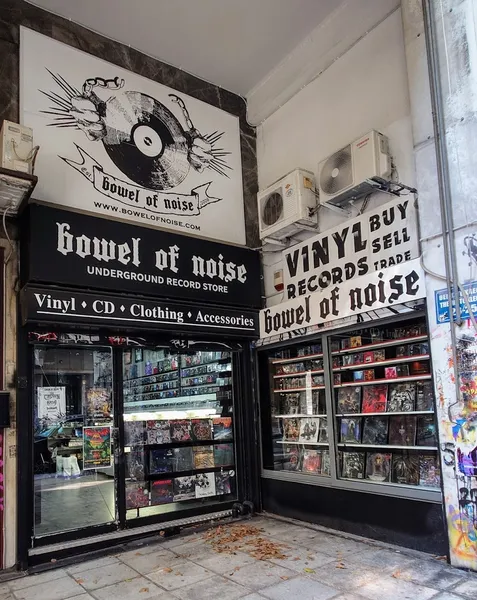 bowel of noise
WWW.BOWELOFNOISE.COM
bowel of noise
UNDERGROUND RECORD STORE
Vinyl ⬩ CD ⬩ Clothing ⬩ Accessories
VINYL
RECORDS
BUY
SELL
TRADE
bowel of noise